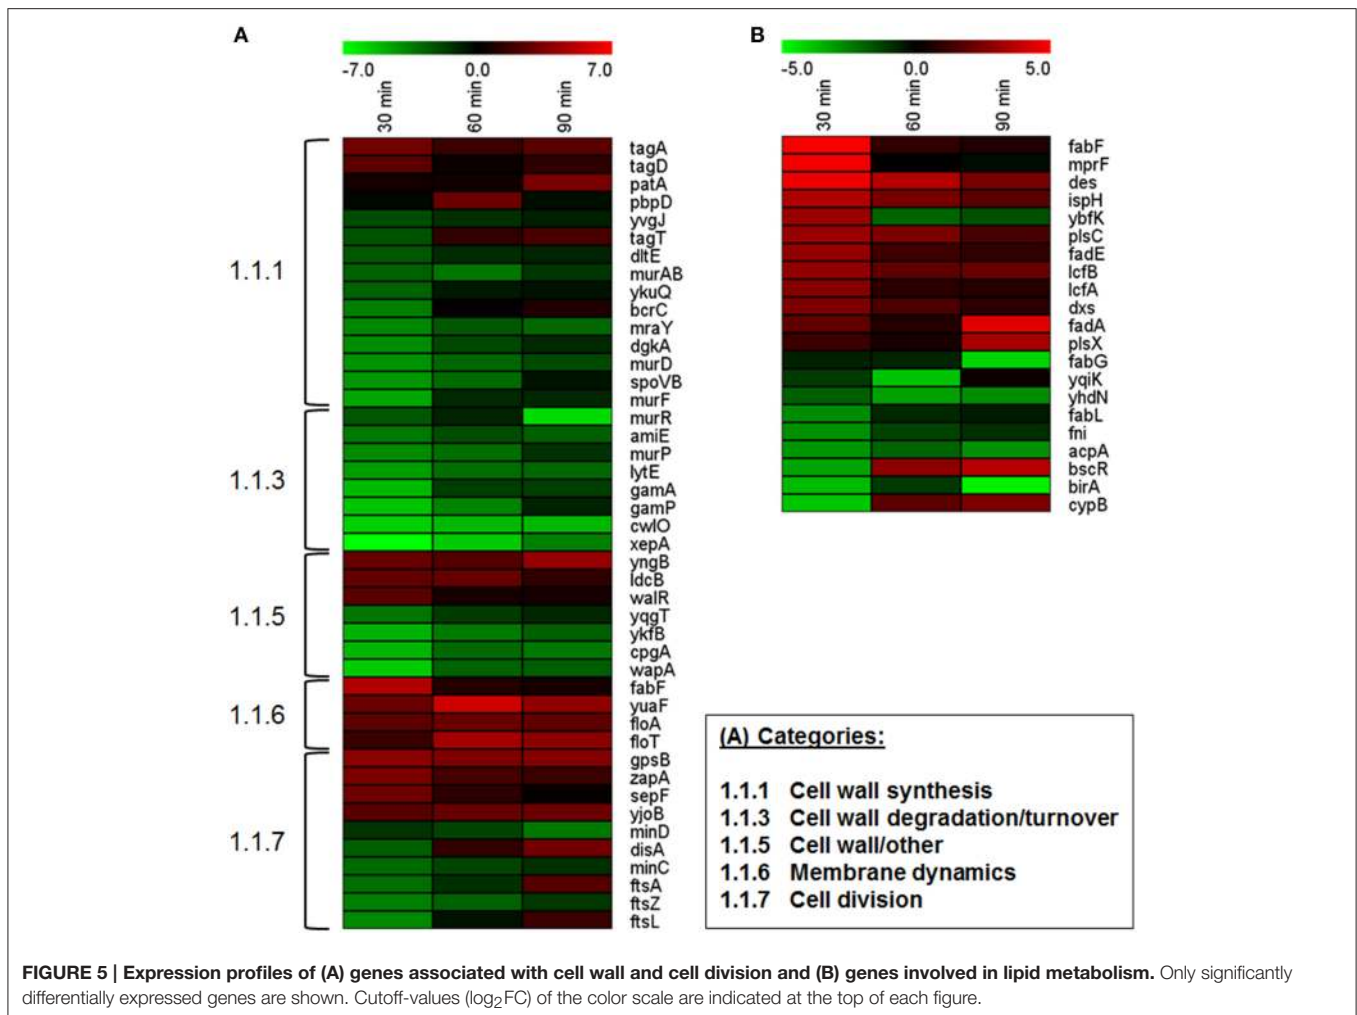 A
-7.0 0.0 7.0
30 min 60 min 90 min
1.1.1
tagA
tagD
patA
pbpD
yvgJ
tagT
dltE
murAB
ykuQ
bcrC
mraY
dgkA
murD
spoVB
murF
1.1.3
murR
amiE
murP
lytE
gamA
gamP
cwlO
xepA
1.1.5
yngB
ldcB
walR
yqgT
ykfB
cpgA
wapA
1.1.6
fabF
yuaF
floA
floT
1.1.7
gpsB
zapA
sepF
yjoB
minD
disA
minC
ftsA
ftsZ
ftsL
B
-5.0 0.0 5.0
30 min 60 min 90 min
fabF
mprF
des
ispH
ybfK
plsC
fadE
lcfB
lcfA
dxs
fadA
plsX
fabG
yqiK
yhdN
fabL
fni
acpA
bscR
birA
cypB
(A) Categories:
1.1.1 Cell wall synthesis
1.1.3 Cell wall degradation/turnover
1.1.5 Cell wall/other
1.1.6 Membrane dynamics
1.1.7 Cell division
FIGURE 5 | Expression profiles of (A) genes associated with cell wall and cell division and (B) genes involved in lipid metabolism. Only significantly
differentially expressed genes are shown. Cutoff-values (log2FC) of the color scale are indicated at the top of each figure.